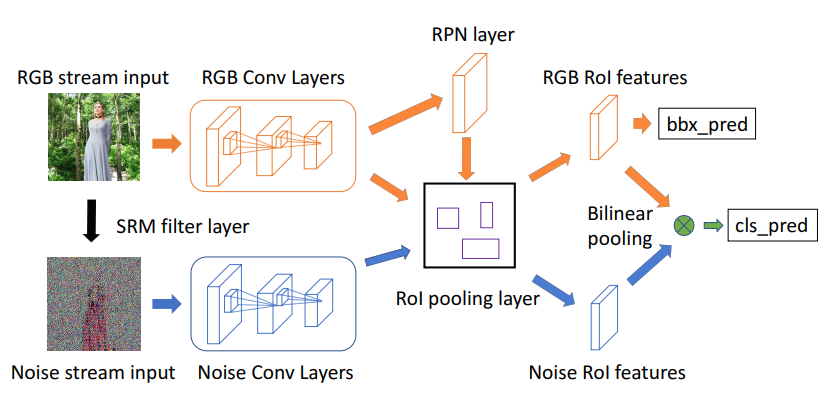 RPN layer
RGB stream input
RGB Conv Layers
RGB RoI features
bbx_pred
SRM filter layer
Bilinear
pooling
cls_pred
RoI pooling layer
Noise stream input
Noise Conv Layers
Noise RoI features